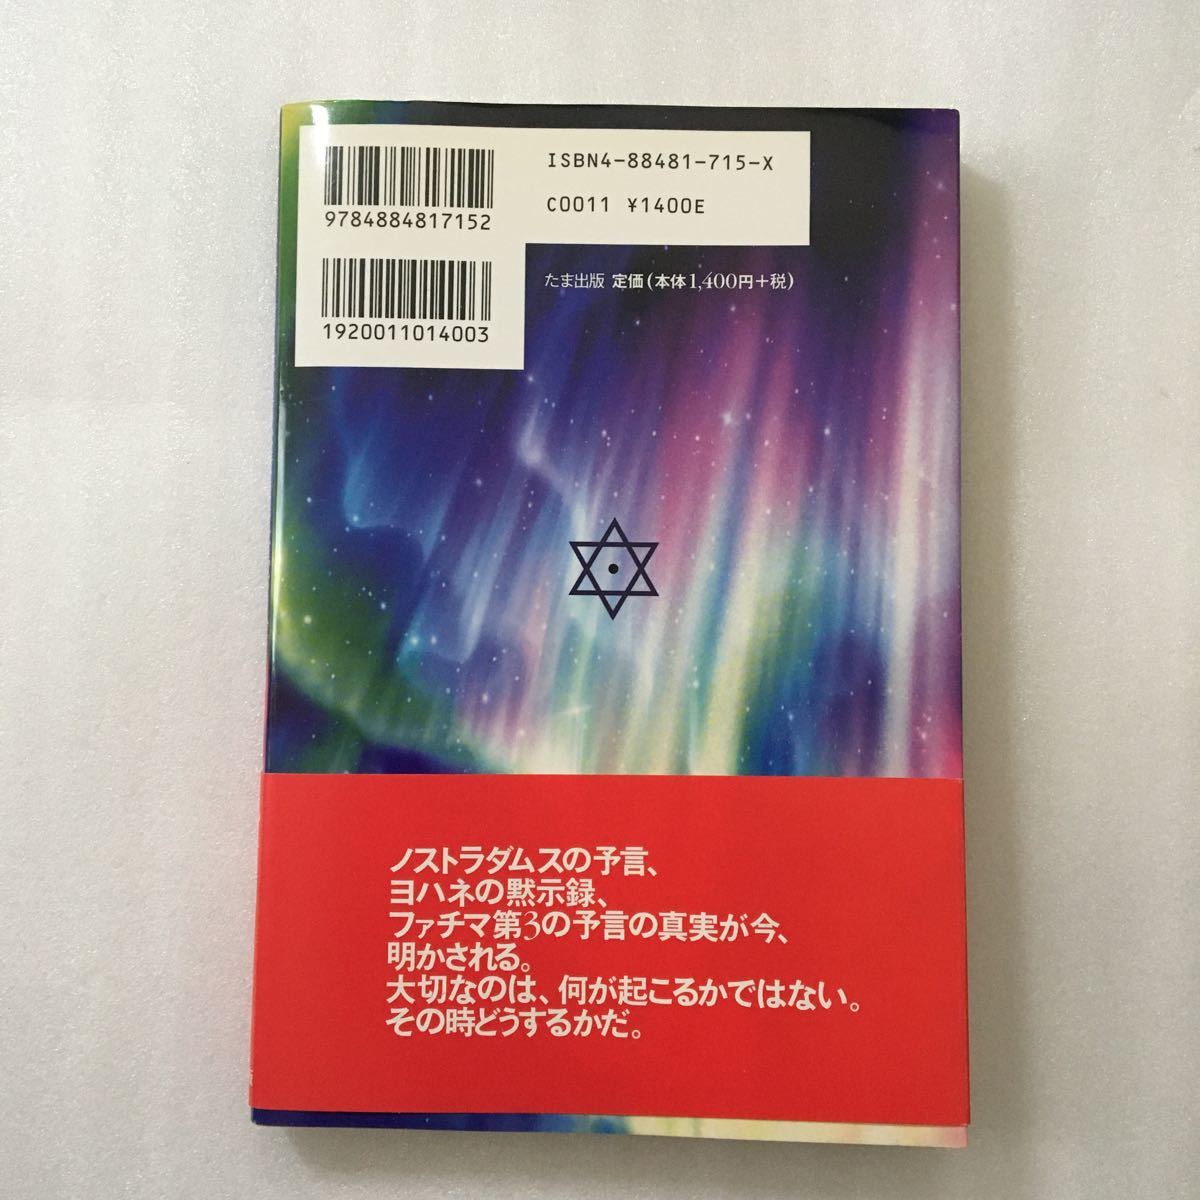 ISBN4-88481-715-X
C0011 ¥1400E
9784884817152
たま出版 定価(本体1,400円+税)
1920011014003
ノストラダムスの予言、
ヨハネの黙示録、
ファチマ第3の予言の真実が今、
明かされる。
大切なのは、何が起こるかではない。
その時どうするかだ。